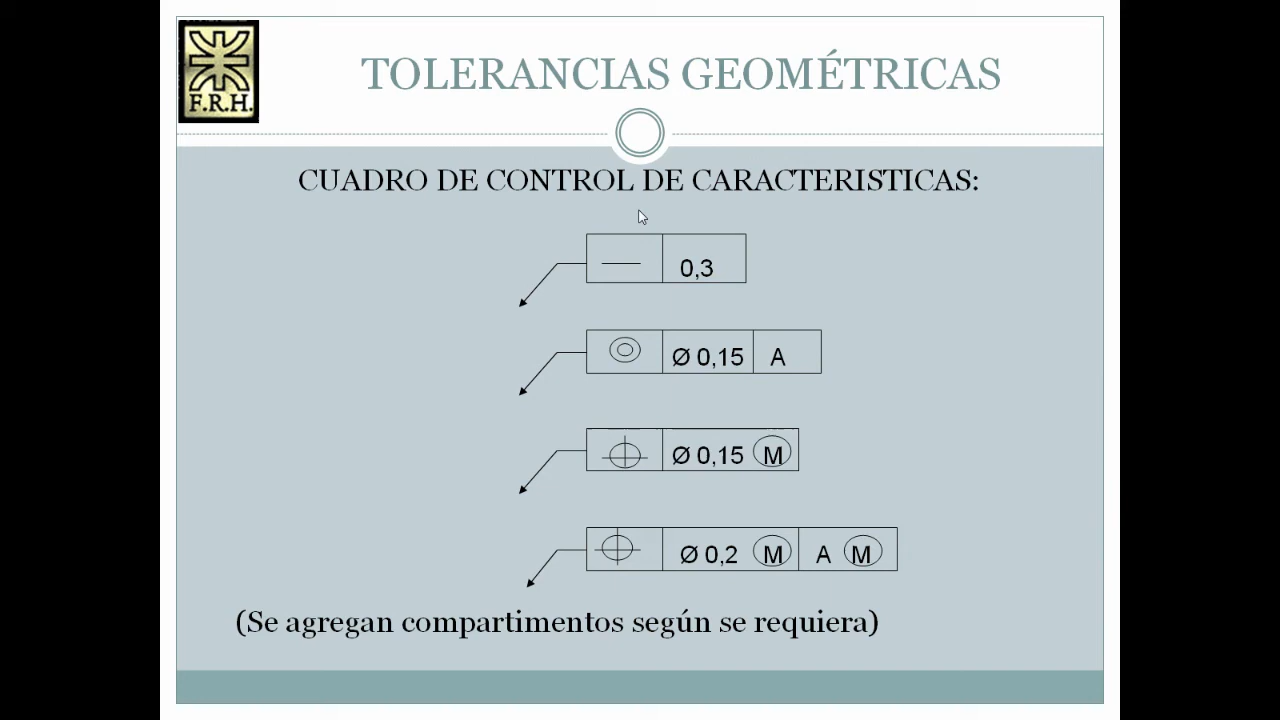 F.R.H.
TOLERANCIAS GEOMÉTRICAS
CUADRO DE CONTROL DE CARACTERISTICAS:
0,3
Ø 0,15 A
Ø 0,15 M
Ø 0,2 M A M
(Se agregan compartimentos según se requiera)